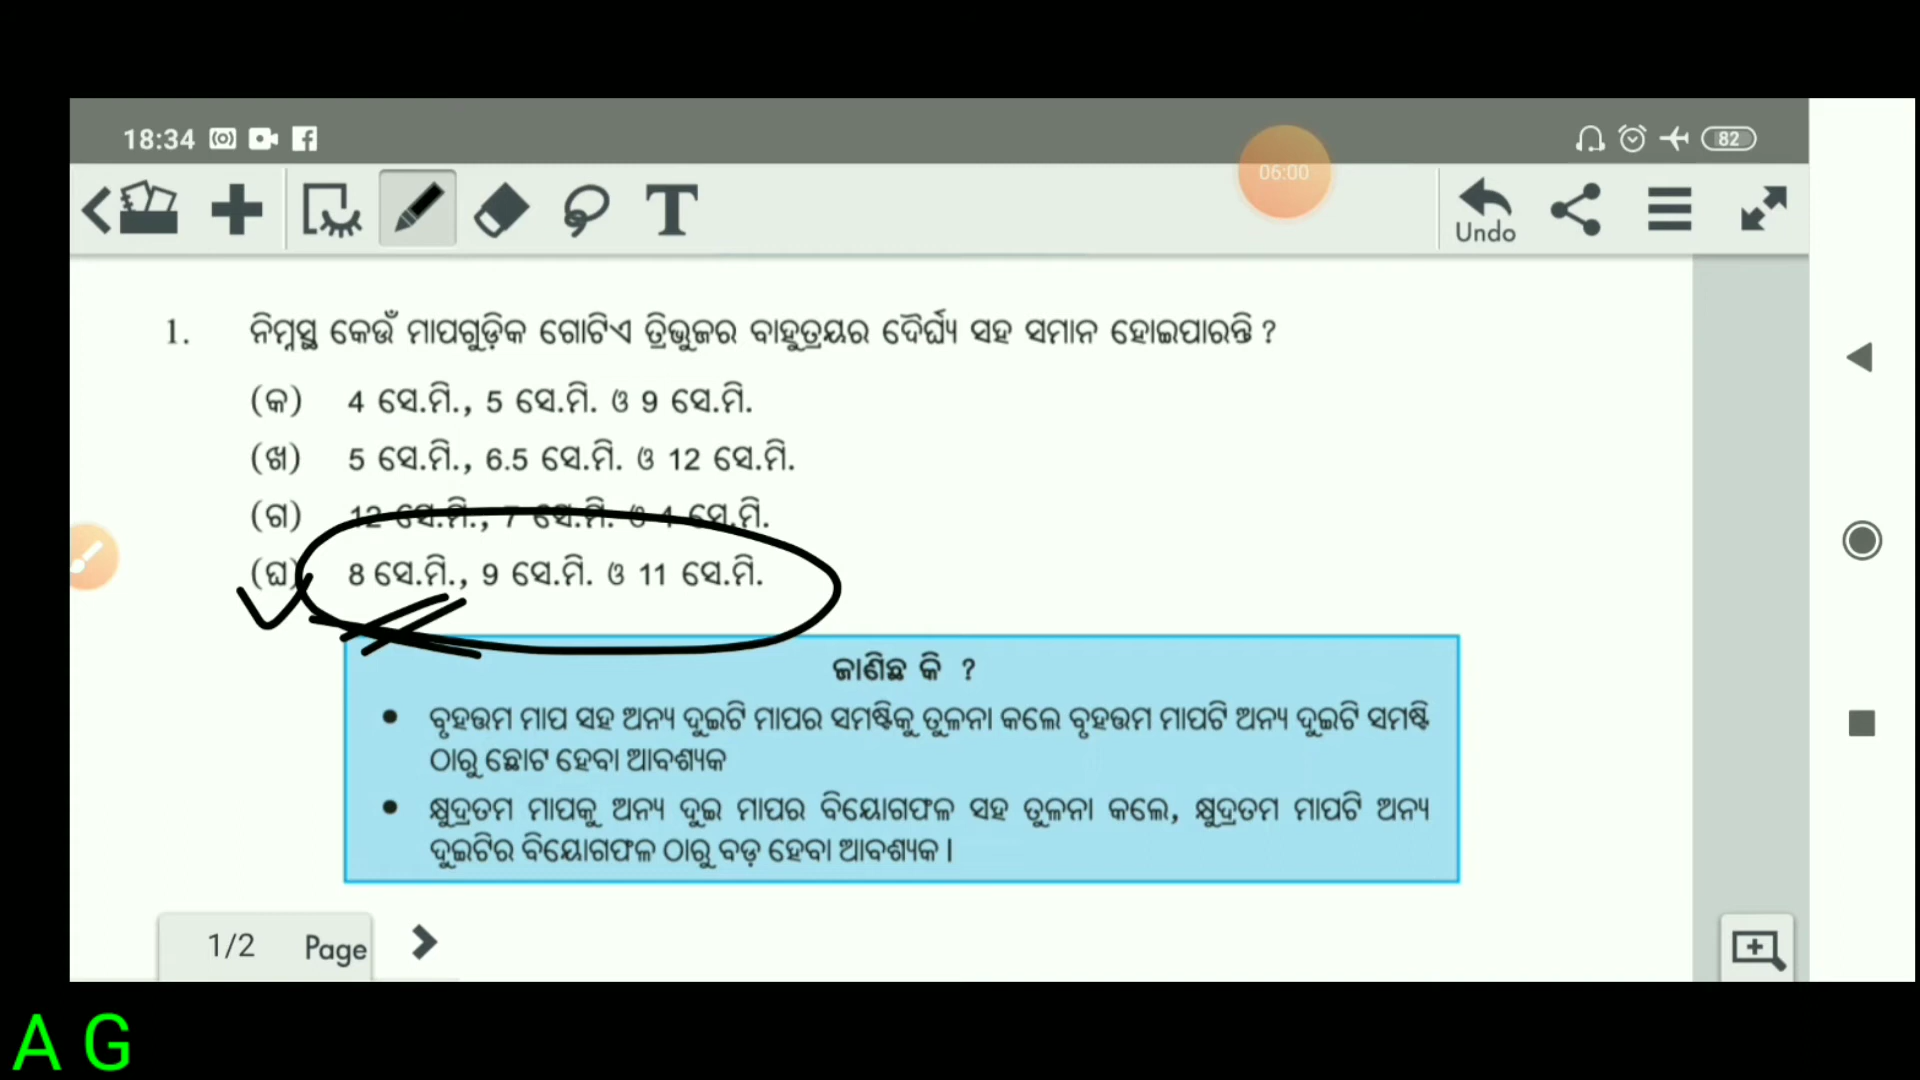 18:34
82
06:00
T
Undo
1. ନିମ୍ନସ୍ଥ କେଉଁ ମାପଗୁଡ଼ିକ ଗୋଟିଏ ତ୍ରିଭୁଜର ବାହୁତ୍ରୟର ଦୈର୍ଘ୍ୟ ସହ ସମାନ ହୋଇପାରନ୍ତି ?
(କ) 4 ସେ.ମି., 5 ସେ.ମି. ଓ 9 ସେ.ମି.
(ଖ) 5 ସେ.ମି., 6.5 ସେ.ମି. ଓ 12 ସେ.ମି.
(ଗ) 12 ସେ.ମି., 7 ସେ.ମି. ଓ 4 ସେ.ମି.
(ଘ) 8 ସେ.ମି., 9 ସେ.ମି. ଓ 11 ସେ.ମି.
ଜାଣିଛ କି ?
• ବୃହତ୍ତମ ମାପ ସହ ଅନ୍ୟ ଦୁଇଟି ମାପର ସମଷ୍ଟିକୁ ତୁଳନା କଲେ ବୃହତ୍ତମ ମାପଟି ଅନ୍ୟ ଦୁଇଟି ସମଷ୍ଟି
ଠାରୁ ଛୋଟ ହେବା ଆବଶ୍ୟକ
• କ୍ଷୁଦ୍ରତମ ମାପକୁ ଅନ୍ୟ ଦୁଇ ମାପର ବିୟୋଗଫଳ ସହ ତୁଳନା କଲେ, କ୍ଷୁଦ୍ରତମ ମାପଟି ଅନ୍ୟ
ଦୁଇଟିର ବିୟୋଗଫଳ ଠାରୁ ବଡ଼ ହେବା ଆବଶ୍ୟକ ।
1/2 Page
A G